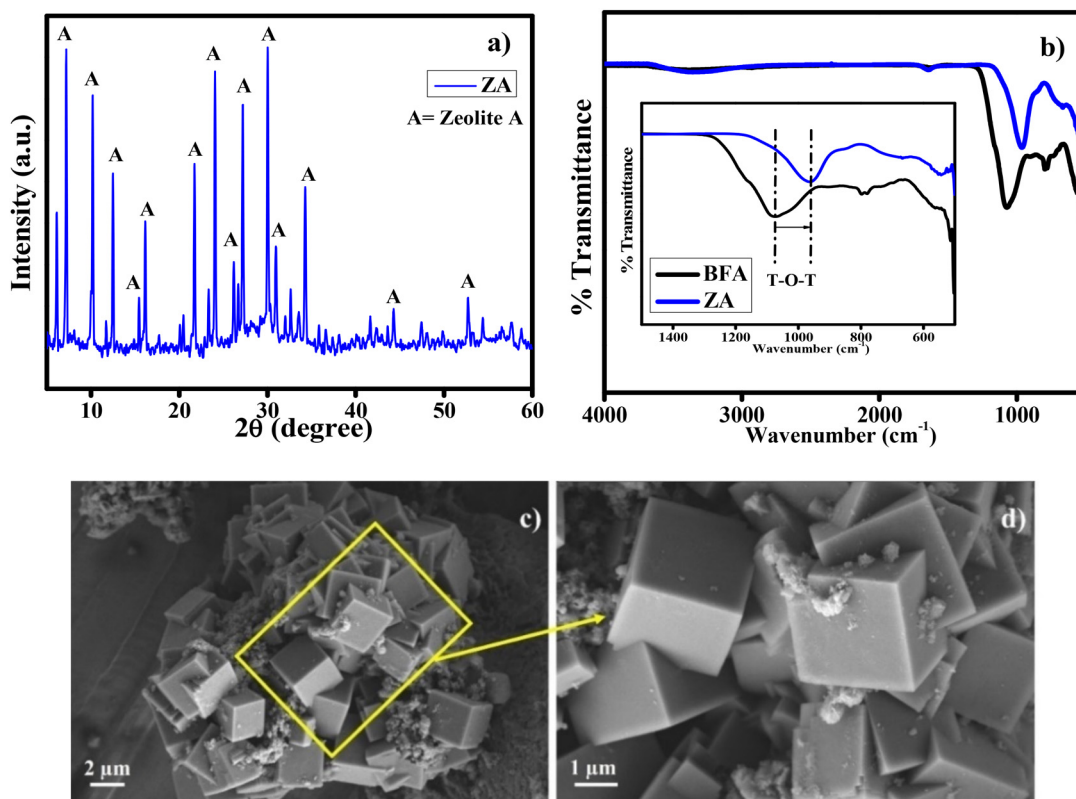 a)
A A A A A A A A A A A A A A
ZA
A= Zeolite A
Intensity (a.u.)
10 20 30 40 50 60
2θ (degree)
b)
% Transmittance
% Transmittance
T-O-T
BFA
ZA
1400 1200 1000 800 600
Wavenumber (cm-1)
4000 3000 2000 1000
Wavenumber (cm-1)
c)
2 µm
d)
1 µm